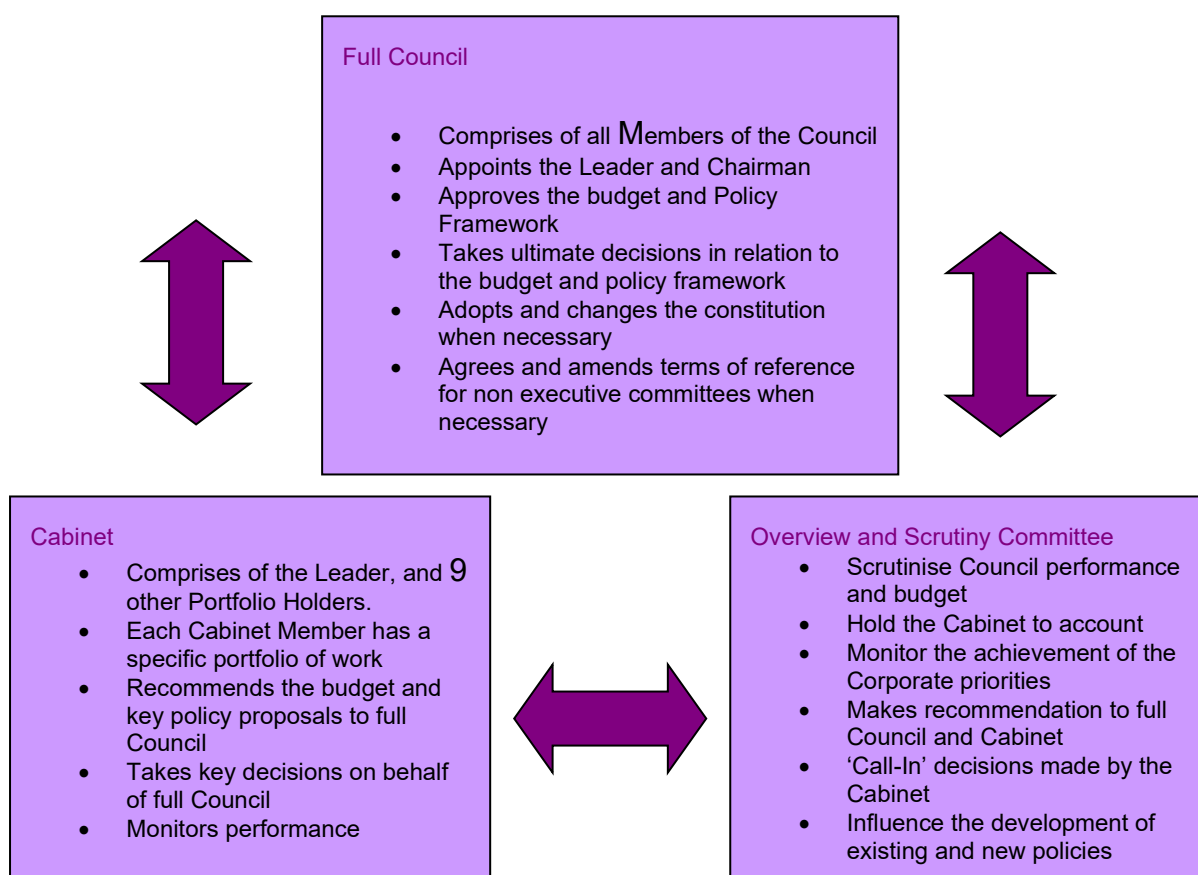 Full Council
• Comprises of all Members of the Council
• Appoints the Leader and Chairman
• Approves the budget and Policy
Framework
• Takes ultimate decisions in relation to
the budget and policy framework
• Adopts and changes the constitution
when necessary
• Agrees and amends terms of reference
for non executive committees when
necessary
Cabinet
• Comprises of the Leader, and 9
other Portfolio Holders.
• Each Cabinet Member has a
specific portfolio of work
• Recommends the budget and
key policy proposals to full
Council
• Takes key decisions on behalf
of full Council
• Monitors performance
Overview and Scrutiny Committee
• Scrutinise Council performance
and budget
• Hold the Cabinet to account
• Monitor the achievement of the
Corporate priorities
• Makes recommendation to full
Council and Cabinet
• ‘Call-In’ decisions made by the
Cabinet
• Influence the development of
existing and new policies